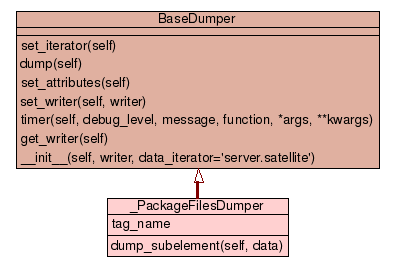 BaseDumper
set_iterator(self)
dump(self)
set_attributes(self)
set_writer(self, writer)
timer(self, debug_level, message, function, *args, **kwargs)
get_writer(self)
__init__(self, writer, data_iterator='server.satellite')
_PackageFilesDumper
tag_name
dump_subelement(self, data)